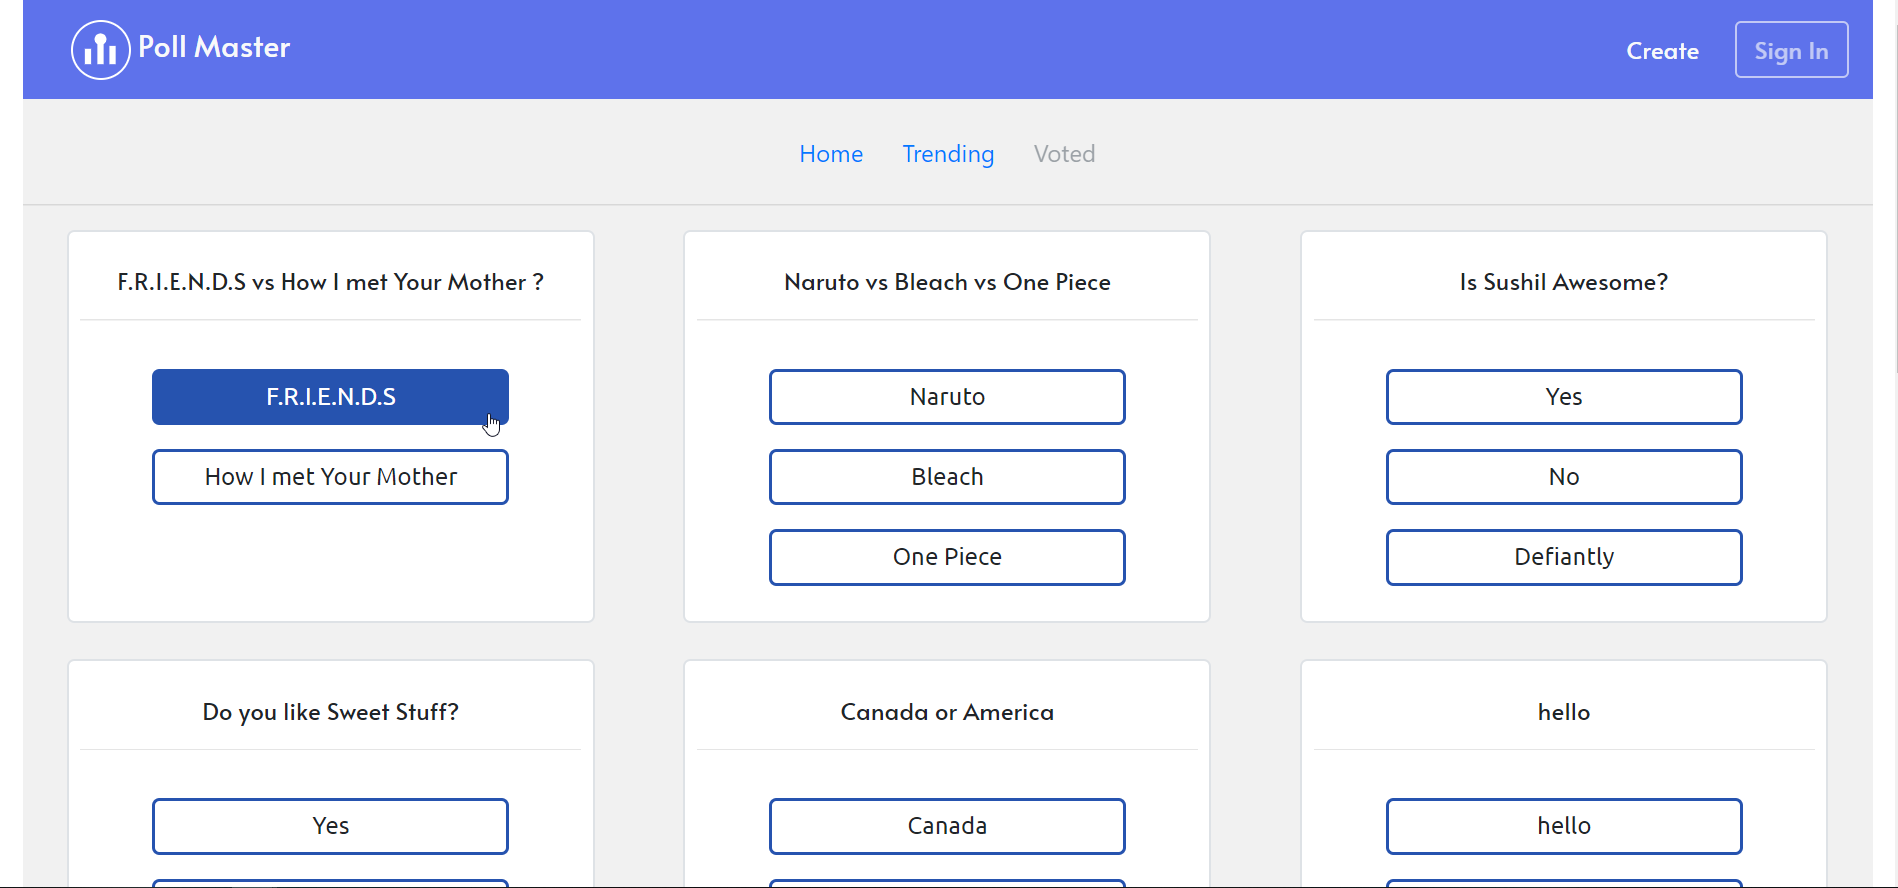 Poll Master
Create
Sign In
Home
Trending
Voted
F.R.I.E.N.D.S vs How I met Your Mother ?
F.R.I.E.N.D.S
How I met Your Mother
Naruto vs Bleach vs One Piece
Naruto
Bleach
One Piece
Is Sushil Awesome?
Yes
No
Defiantly
Do you like Sweet Stuff?
Yes
Canada or America
Canada
hello
hello